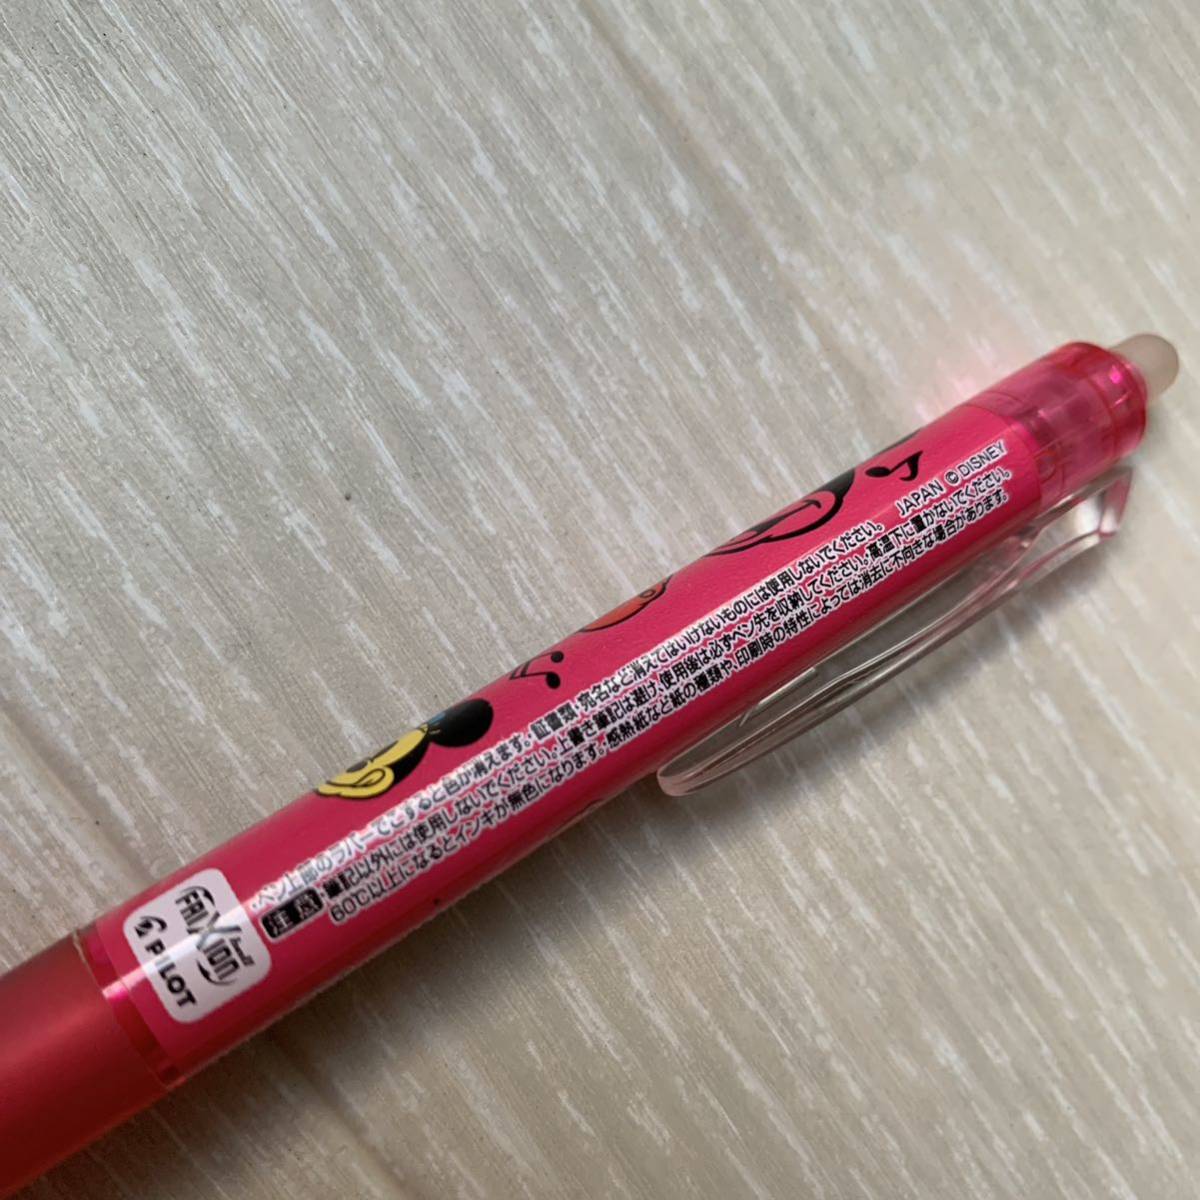 ・ペン上部のラバーでこすると色が消えます。・証書類・宛名など消えてはいけないものには使用しないでください。 JAPAN ©DISNEY
注意・筆記以外には使用しないでください。・上書き筆記は避け、使用後は必ずペン先を収納してください。・高温下に置かないでください。
60℃以上になるとインキが無色になります。・感熱紙など紙の種類や、印刷時の特性によっては消去に不向きな場合があります。
FRIXION Ball
PILOT